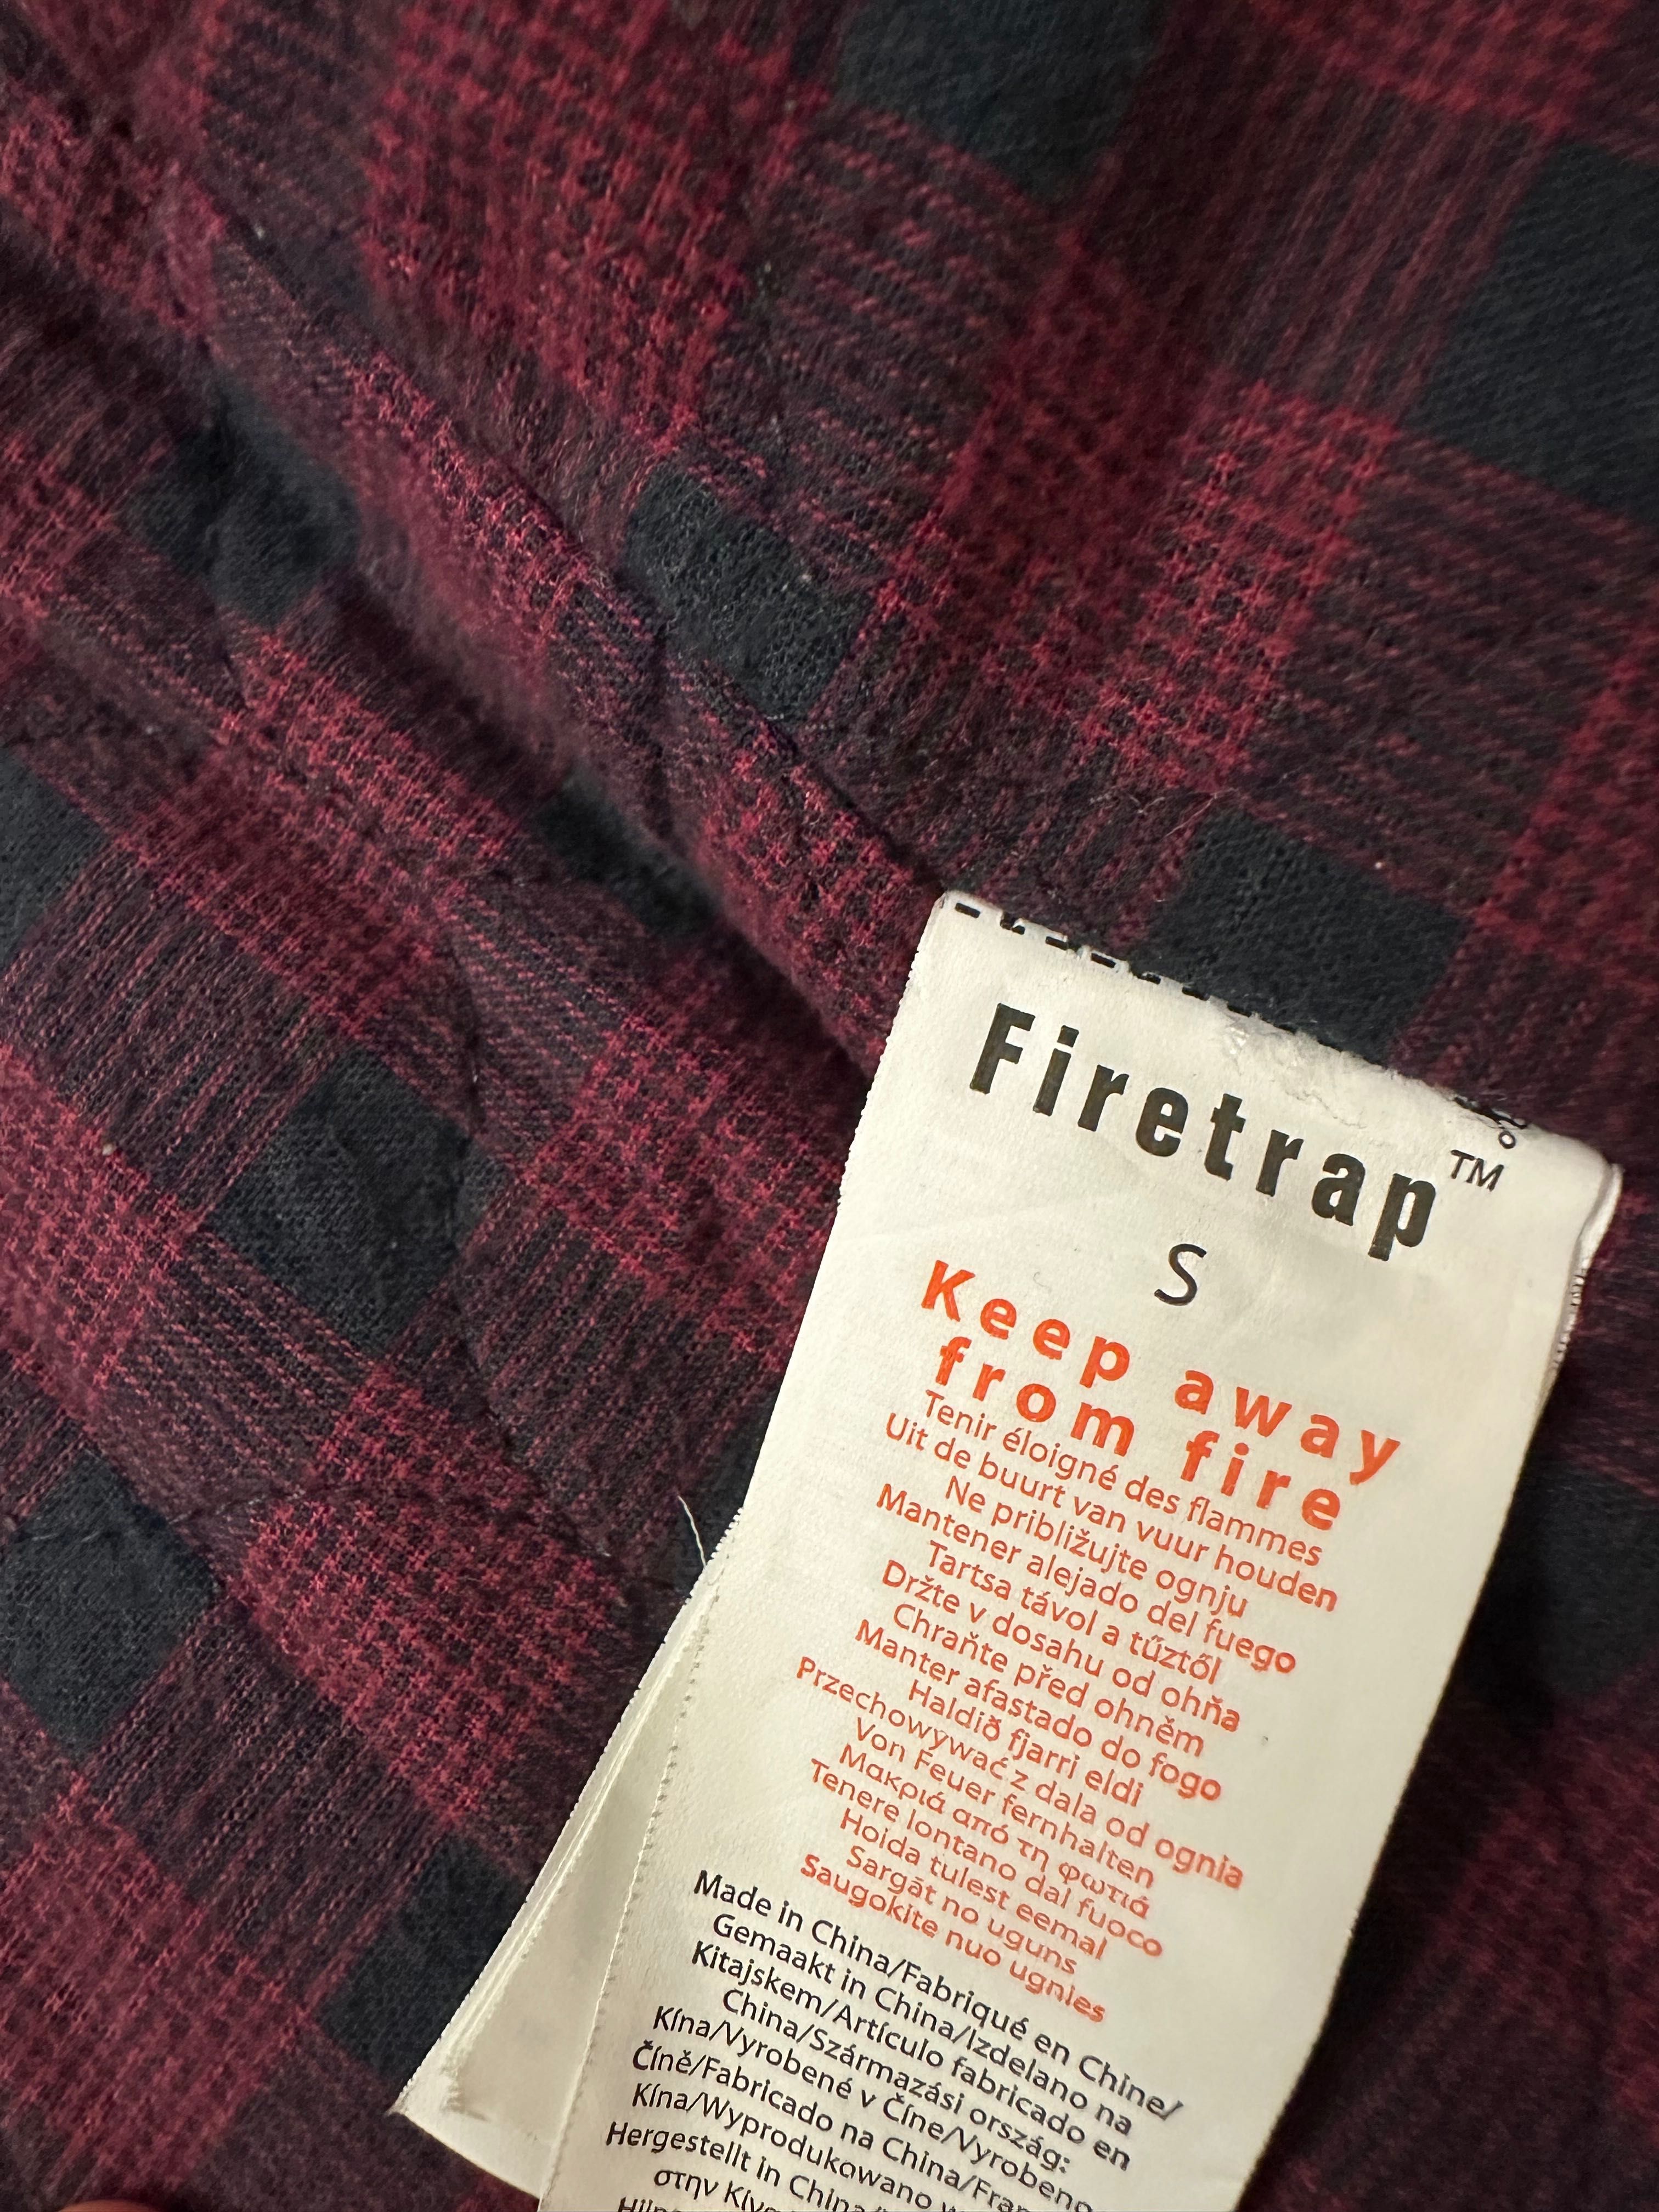 Firetrap™
S
Keep away
from fire
Tenir éloigné des flammes
Uit de buurt van vuur houden
Ne približujte ognju
Mantener alejado del fuego
Tartsa távol a tűztől
Držte v dosahu od ohňa
Chraňte před ohněm
Manter afastado do fogo
Haldið fjarri eldi
Przechowywać z dala od ognia
Von Feuer fernhalten
Μακριά από τη φωτιά
Tenere lontano dal fuoco
Hoida tulest eemal
Sargāt no uguns
Saugokite nuo ugnies
Made in China/Fabriqué en Chine/
Gemaakt in China/Izdelano na
Kitajskem/Artículo fabricado en
China/Származási ország:
Kína/Vyrobené v Číne/Vyrobeno
Číně/Fabricado na China/Fram
Kína/Wyprodukowano w
Hergestellt in China/
στην